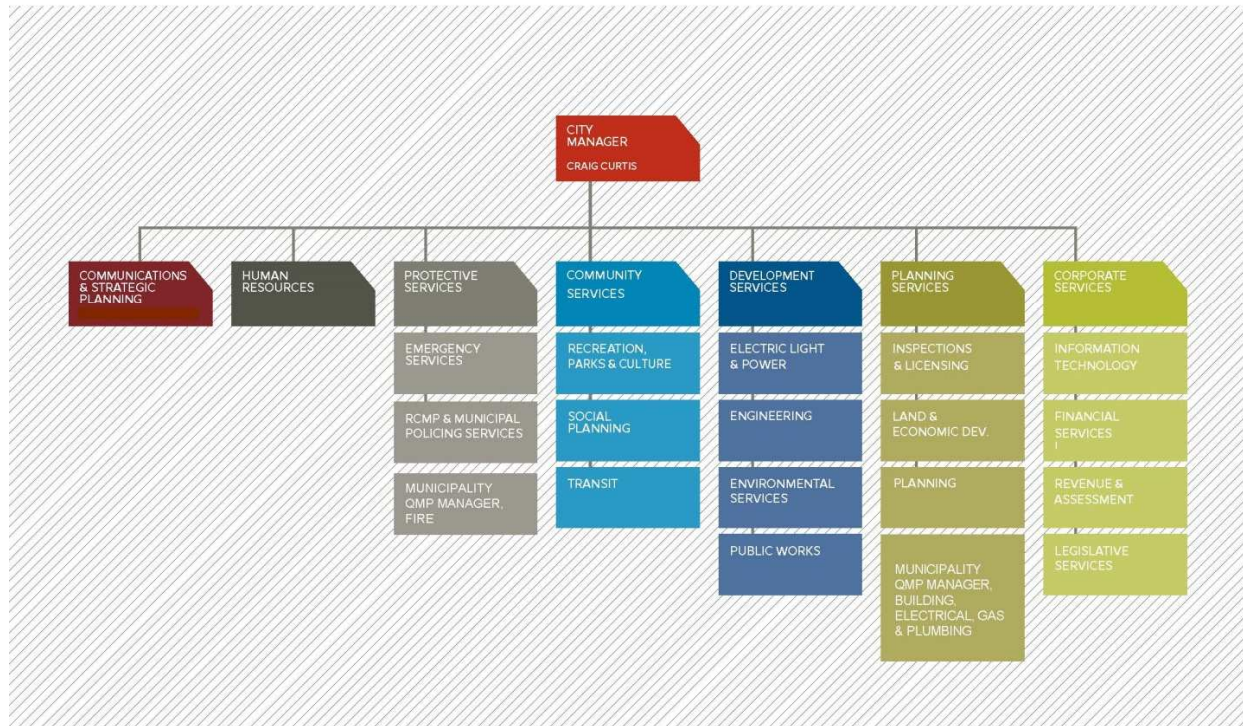 CITY
MANAGER
CRAIG CURTIS
COMMUNICATIONS
& STRATEGIC
PLANNING
HUMAN
RESOURCES
PROTECTIVE
SERVICES
EMERGENCY
SERVICES
RCMP & MUNICIPAL
POLICING SERVICES
MUNICIPALITY
QMP MANAGER,
FIRE
COMMUNITY
SERVICES
RECREATION,
PARKS & CULTURE
SOCIAL
PLANNING
TRANSIT
DEVELOPMENT
SERVICES
ELECTRIC LIGHT
& POWER
ENGINEERING
ENVIRONMENTAL
SERVICES
PUBLIC WORKS
PLANNING
SERVICES
INSPECTIONS
& LICENSING
LAND &
ECONOMIC DEV.
PLANNING
MUNICIPALITY
QMP MANAGER,
BUILDING,
ELECTRICAL, GAS
& PLUMBING
CORPORATE
SERVICES
INFORMATION
TECHNOLOGY
FINANCIAL
SERVICES
REVENUE &
ASSESSMENT
LEGISLATIVE
SERVICES